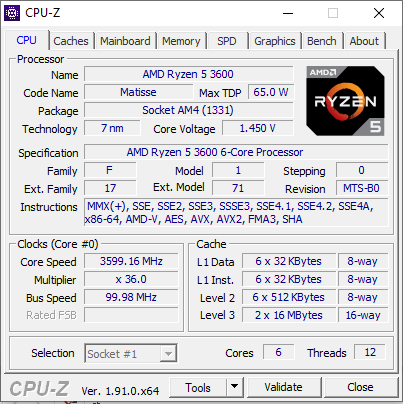 CPU-Z
CPU Caches Mainboard Memory SPD Graphics Bench About
Processor
Name AMD Ryzen 5 3600
Code Name Matisse Max TDP 65.0 W
Package Socket AM4 (1331)
Technology 7 nm Core Voltage 1.450 V
AMD
RYZEN
5
Specification AMD Ryzen 5 3600 6-Core Processor
Family F Model 1 Stepping 0
Ext. Family 17 Ext. Model 71 Revision MTS-B0
Instructions MMX(+), SSE, SSE2, SSE3, SSSE3, SSE4.1, SSE4.2, SSE4A,
x86-64, AMD-V, AES, AVX, AVX2, FMA3, SHA
Clocks (Core #0)
Core Speed 3599.16 MHz
Multiplier x 36.0
Bus Speed 99.98 MHz
Rated FSB
Cache
L1 Data 6 x 32 KBytes 8-way
L1 Inst. 6 x 32 KBytes 8-way
Level 2 6 x 512 KBytes 8-way
Level 3 2 x 16 MBytes 16-way
Selection Socket #1 Cores 6 Threads 12
CPU-Z Ver. 1.91.0.x64 Tools Validate Close